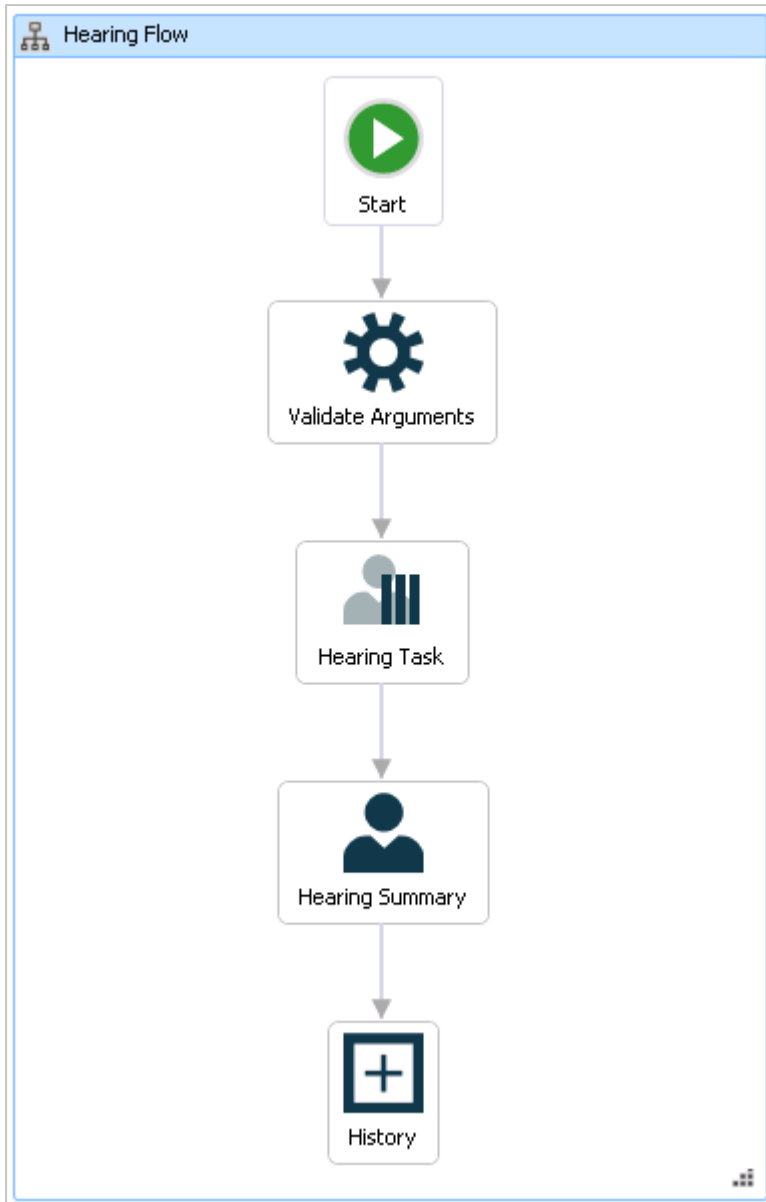 Hearing Flow
Start
Validate Arguments
Hearing Task
Hearing Summary
History